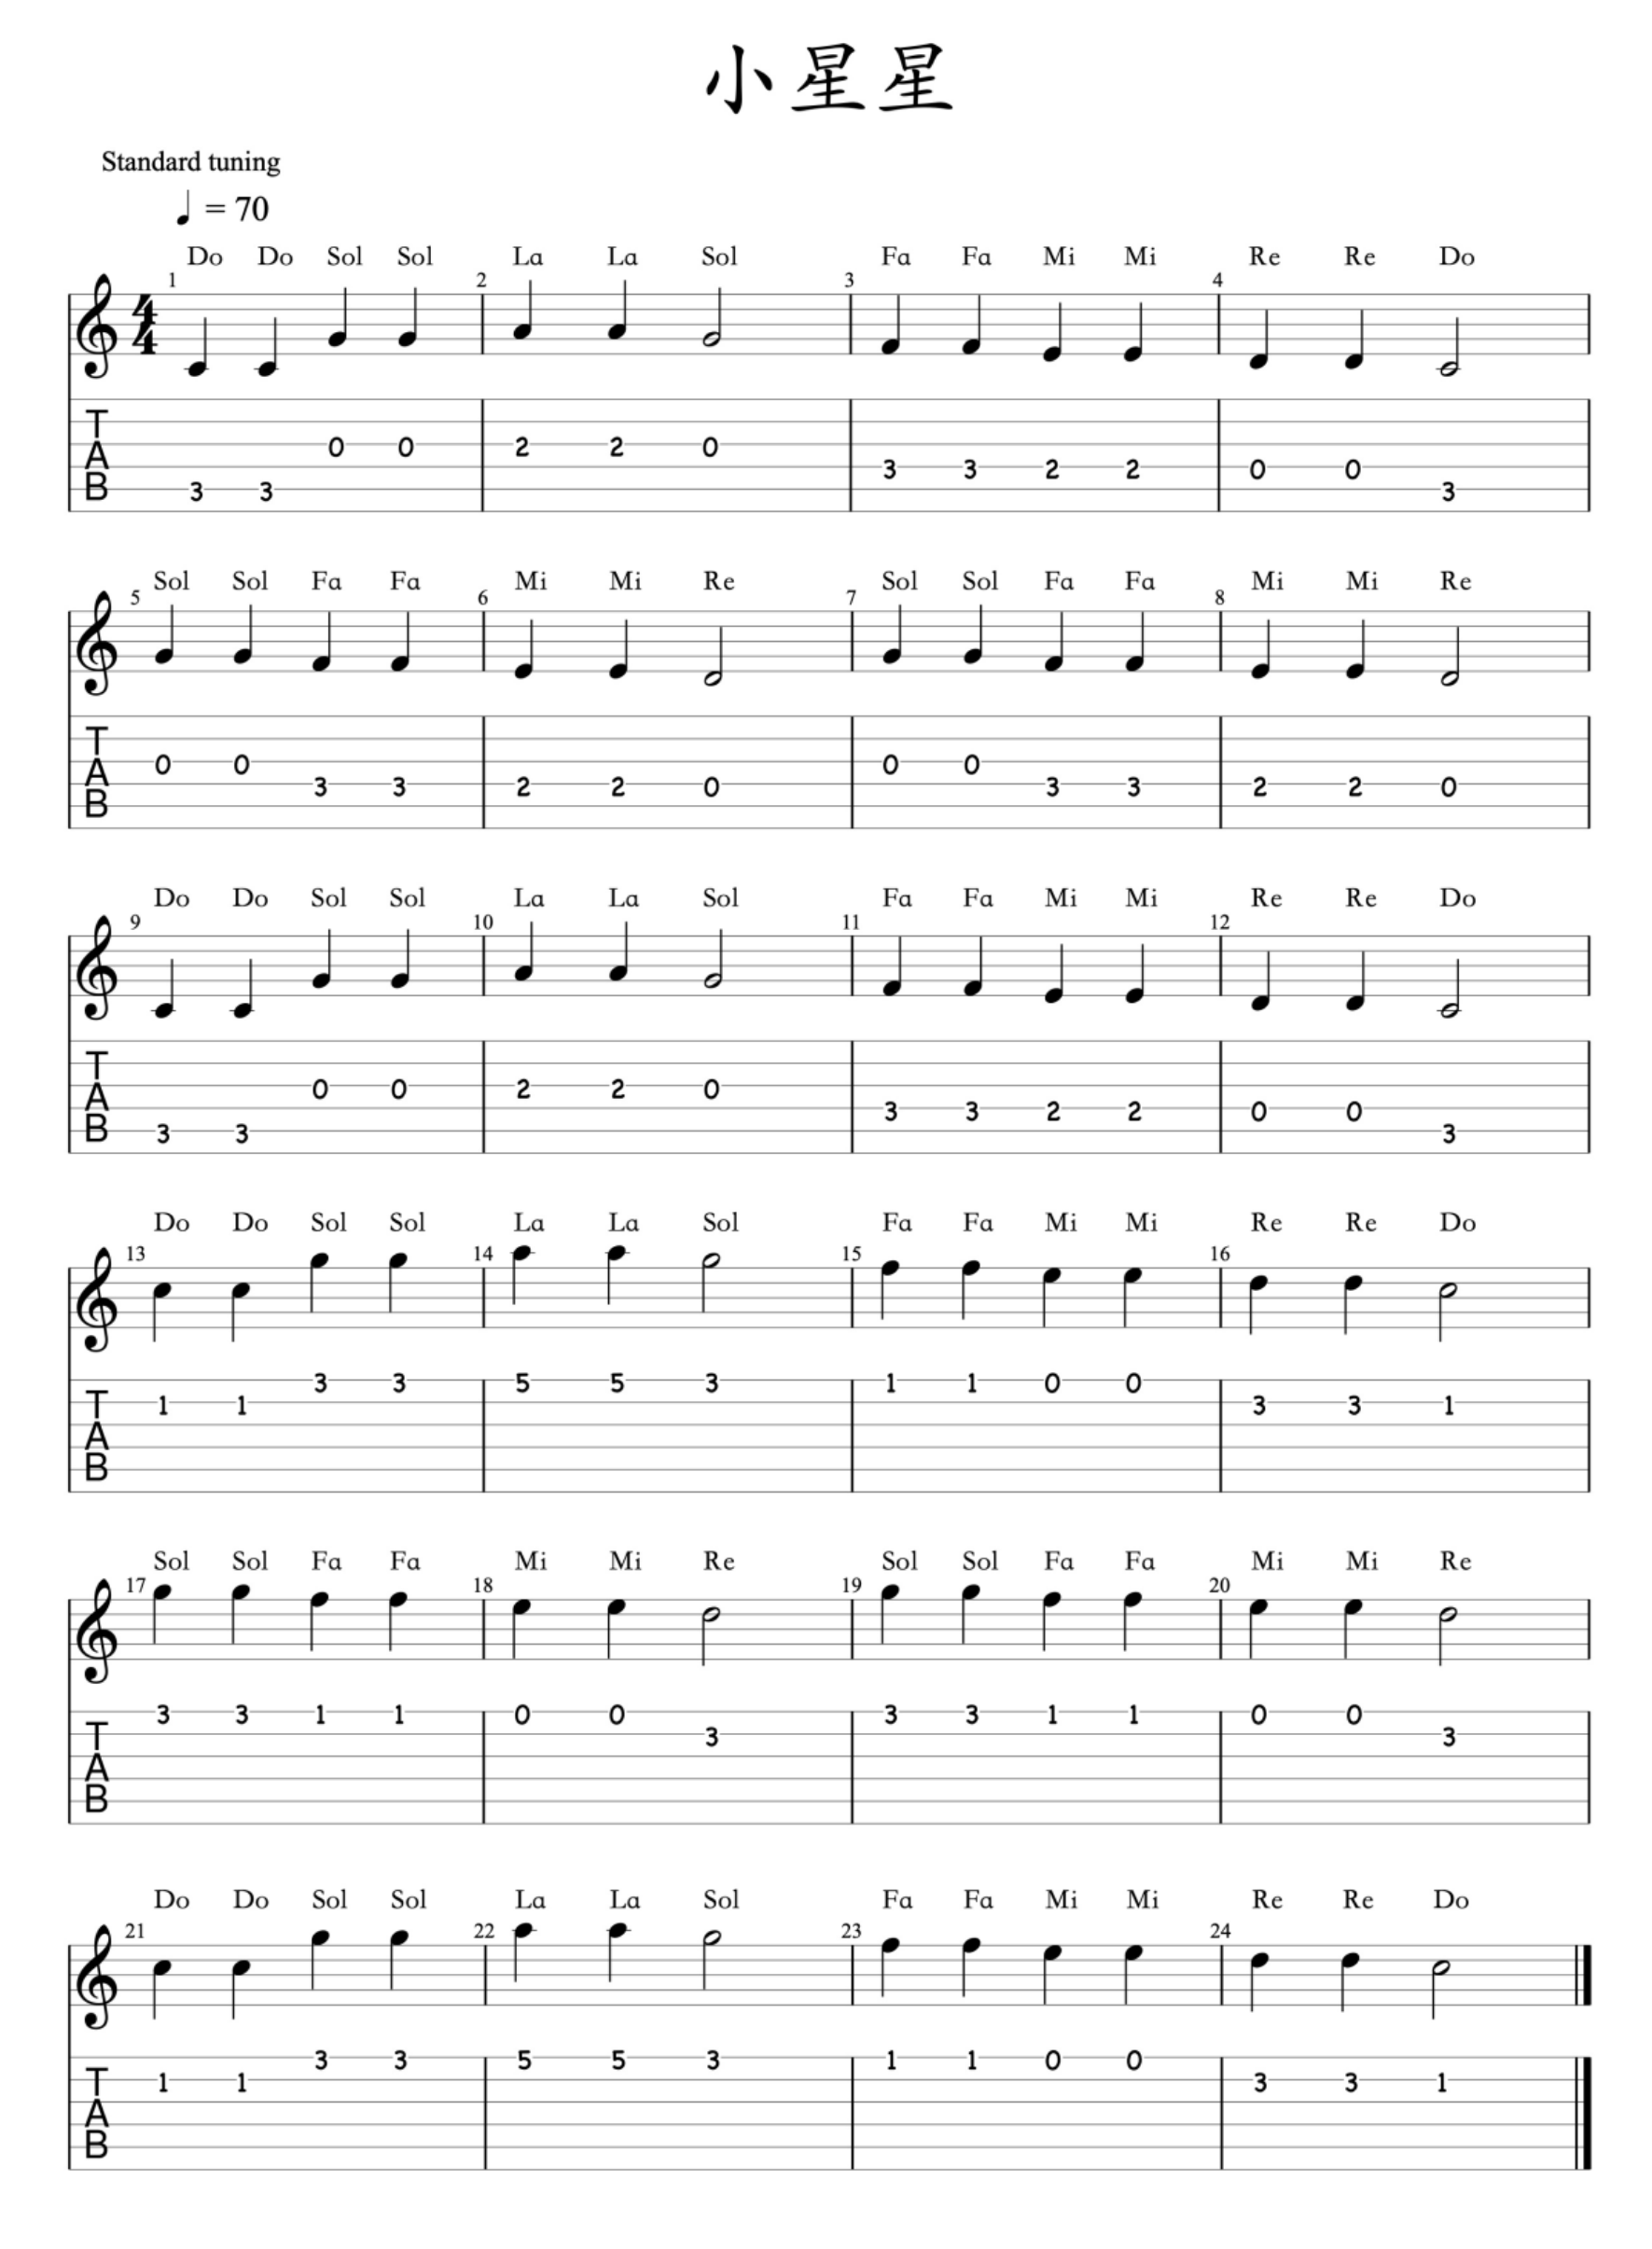 小星星
Standard tuning
♩ = 70
Do Do Sol Sol La La Sol Fa Fa Mi Mi Re Re Do
1 2 3 4
4
4
T 0 0 2 2 0
A 3 3 2 2 0 0
B 3 3 3
Sol Sol Fa Fa Mi Mi Re Sol Sol Fa Fa Mi Mi Re
5 6 7 8
T
0 0 0 0
A 3 3 2 2 0 3 3 2 2 0
B
Do Do Sol Sol La La Sol Fa Fa Mi Mi Re Re Do
9 10 11 12
T
0 0 2 2 0
A 3 3 2 2 0 0
B 3 3 3
Do Do Sol Sol La La Sol Fa Fa Mi Mi Re Re Do
13 14 15 16
3 3 5 5 3 1 1 0 0
T 1 1 3 3 1
A
B
Sol Sol Fa Fa Mi Mi Re Sol Sol Fa Fa Mi Mi Re
17 18 19 20
3 3 1 1 0 0 3 3 1 1 0 0
T 3 3
A
B
Do Do Sol Sol La La Sol Fa Fa Mi Mi Re Re Do
21 22 23 24
3 3 5 5 3 1 1 0 0
T 1 1 3 3 1
A
B